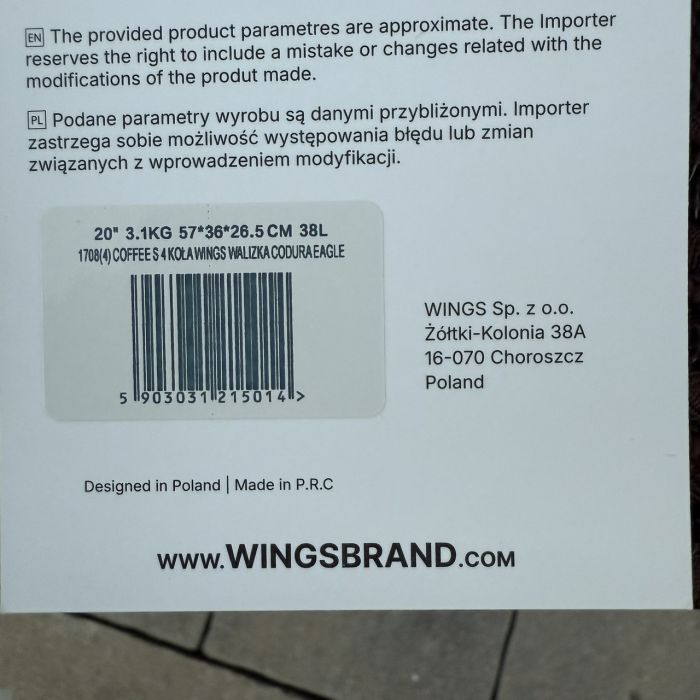 EN The provided product parametres are approximate. The Importer
reserves the right to include a mistake or changes related with the
modifications of the produt made.
PL Podane parametry wyrobu są danymi przybliżonymi. Importer
zastrzega sobie możliwość występowania błędu lub zmian
związanych z wprowadzeniem modyfikacji.
20" 3.1KG 57*36*26.5 CM 38L
1708(4) COFFEE S 4 KOŁA WINGS WALIZKA CODURA EAGLE
5 903031 215014 >
WINGS Sp. z o.o.
Żółtki-Kolonia 38A
16-070 Choroszcz
Poland
Designed in Poland | Made in P.R.C
www.WINGSBRAND.COM